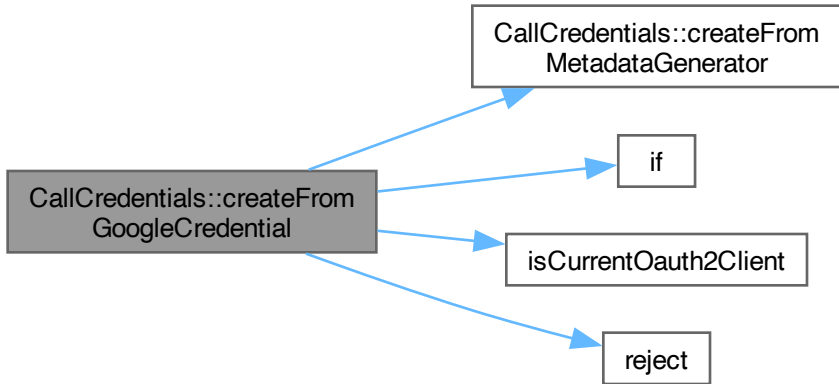 CallCredentials::createFrom
MetadataGenerator
if
CallCredentials::createFrom
GoogleCredential
isCurrentOauth2Client
reject